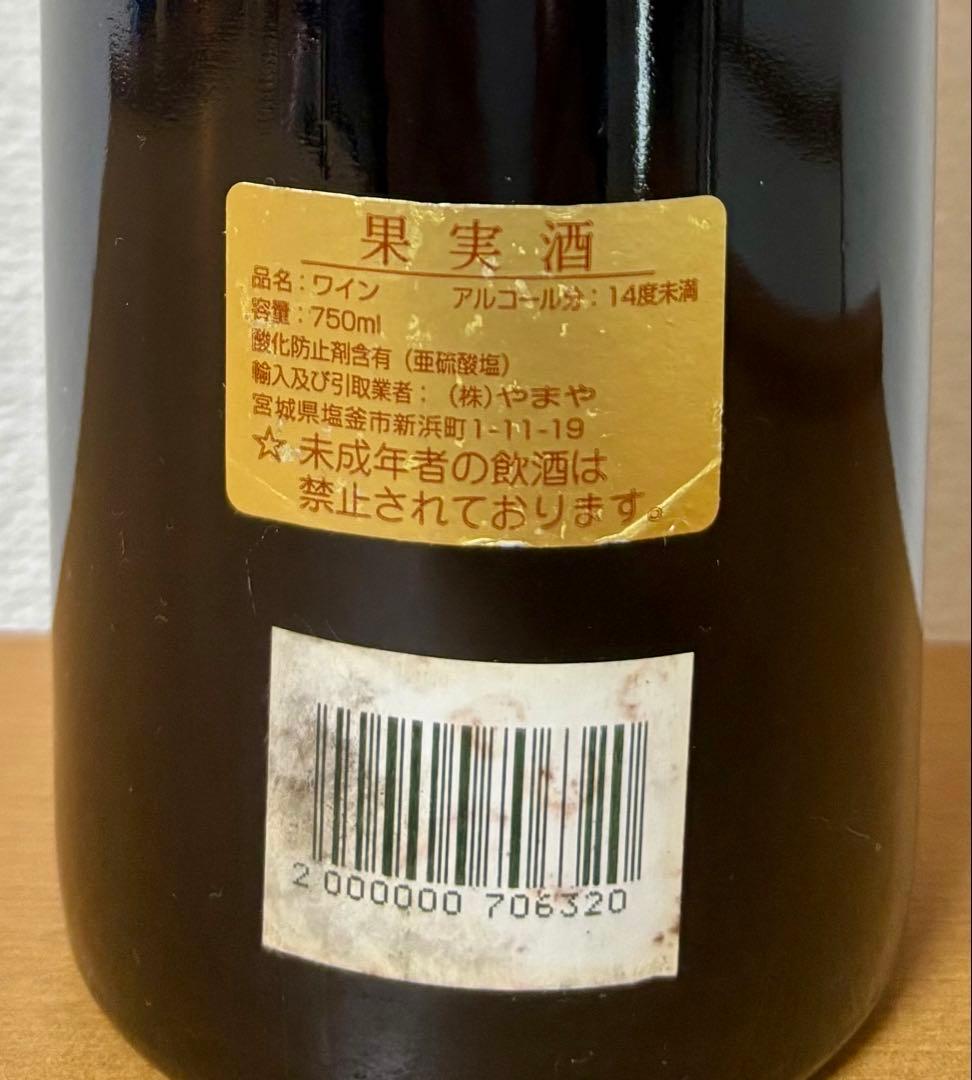 果実酒
品名：ワイン　アルコール分：14度未満
容量：750ml
酸化防止剤含有（亜硫酸塩）
輸入及び引取業者：（株）やまや
宮城県塩釜市新浜町1-11-19
☆未成年者の飲酒は
禁止されております。
2 000000 706320